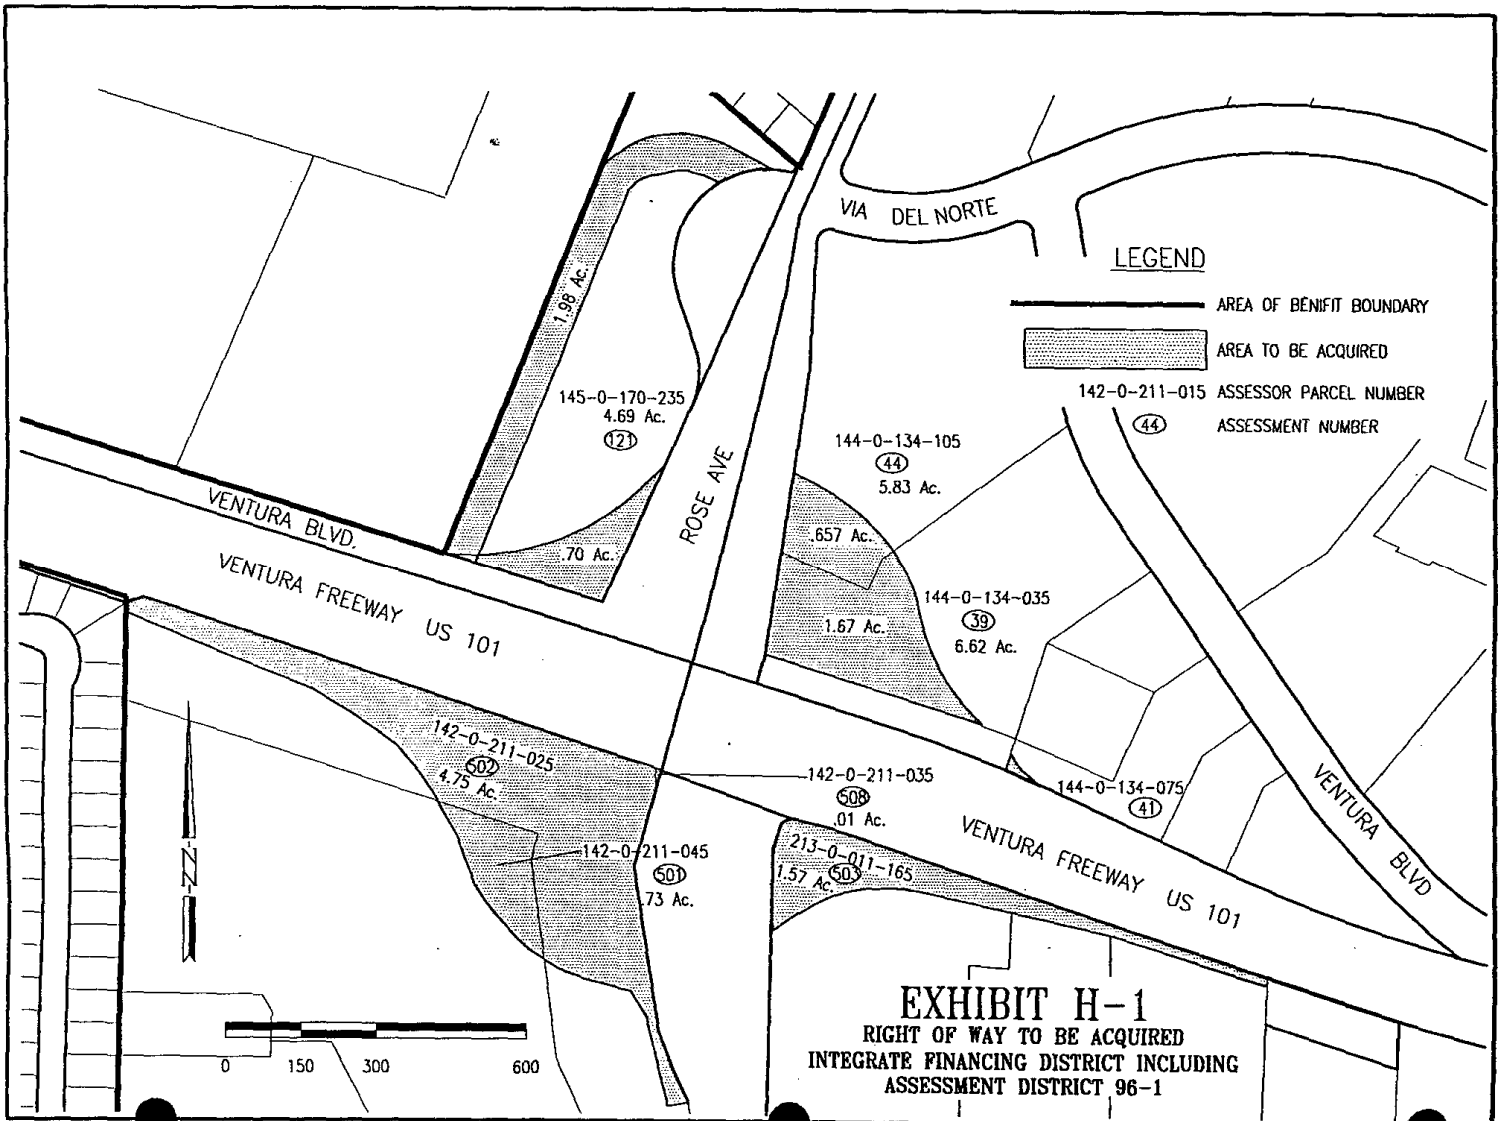 VIA DEL NORTE
LEGEND
AREA OF BENIFIT BOUNDARY
AREA TO BE ACQUIRED
142-0-211-015 ASSESSOR PARCEL NUMBER
44 ASSESSMENT NUMBER
1.98 Ac.
145-0-170-235
4.69 Ac.
121
ROSE AVE
144-0-134-105
44
5.83 Ac.
VENTURA BLVD.
.70 Ac.
.657 Ac.
VENTURA FREEWAY US 101
144-0-134-035
39
6.62 Ac.
1.67 Ac.
142-0-211-025
502
4.75 Ac.
142-0-211-035
508
.01 Ac.
144-0-134-075
41
VENTURA BLVD
142-0-211-045
501
.73 Ac.
213-0-011-165
503
1.57 Ac.
VENTURA FREEWAY US 101
N
0 150 300 600
EXHIBIT H-1
RIGHT OF WAY TO BE ACQUIRED
INTEGRATE FINANCING DISTRICT INCLUDING
ASSESSMENT DISTRICT 96-1